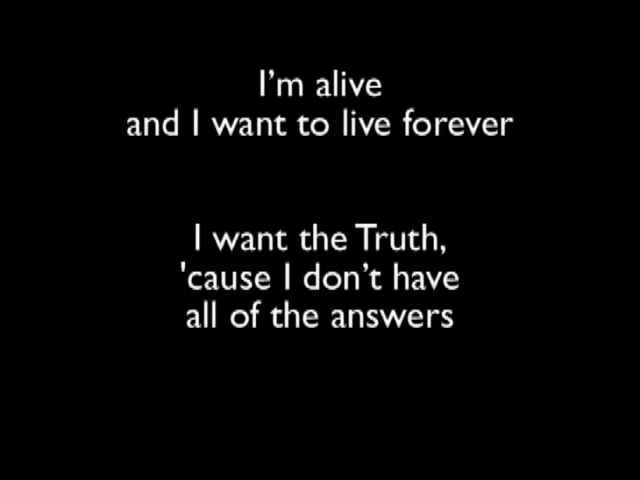 I’m alive
and I want to live forever
I want the Truth,
'cause I don’t have
all of the answers